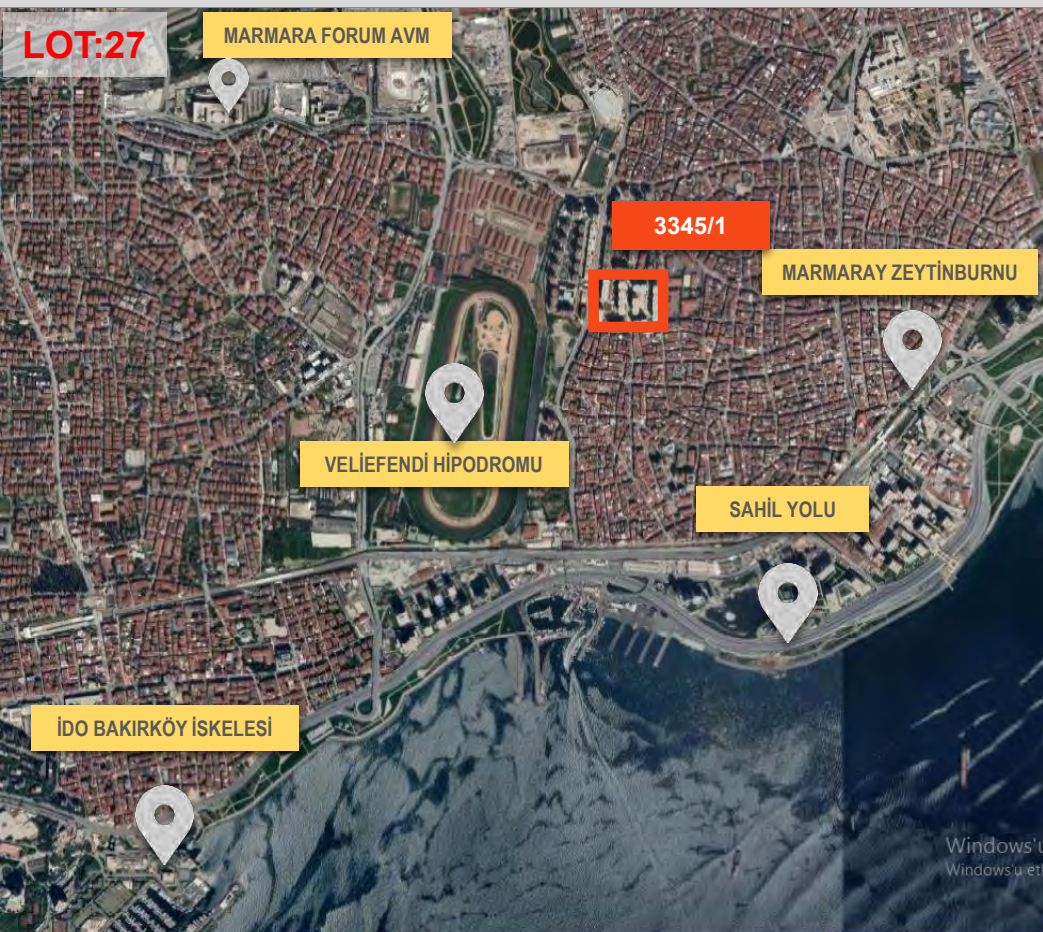 LOT:27
MARMARA FORUM AVM
3345/1
MARMARAY ZEYTİNBURNU
VELİEFENDİ HİPODROMU
SAHİL YOLU
İDO BAKIRKÖY İSKELESİ
Windows'u
Windows'u etk